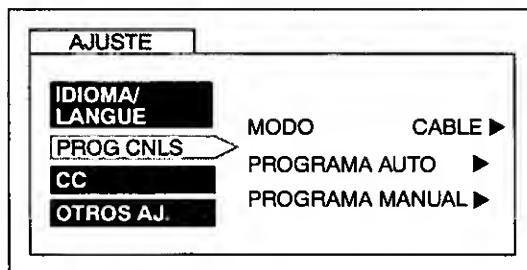 AJUSTE
IDIOMA/
LANGUE
PROG CNLS
CC
OTROS AJ.
MODO CABLE ▶
PROGRAMA AUTO ▶
PROGRAMA MANUAL ▶